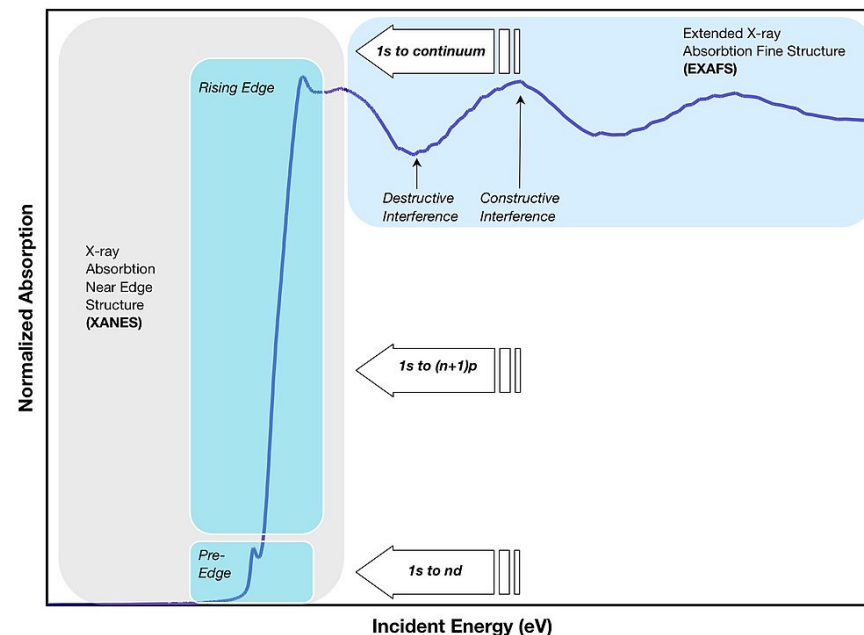 1s to continuum
Extended X-ray
Absorbtion Fine Structure
(EXAFS)
Rising Edge
Destructive
Interference
Constructive
Interference
X-ray
Absorbtion
Near Edge
Structure
(XANES)
1s to (n+1)p
Pre-
Edge
1s to nd
Normalized Absorption
Incident Energy (eV)